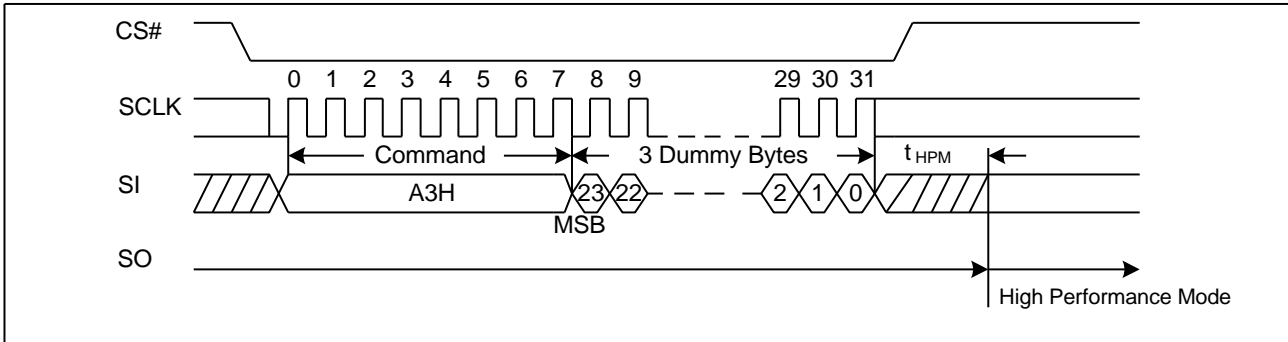 CS#
0 1 2 3 4 5 6 7 8 9 29 30 31
SCLK
Command 3 Dummy Bytes tHPM
SI A3H 23 22 2 1 0
MSB
SO
High Performance Mode